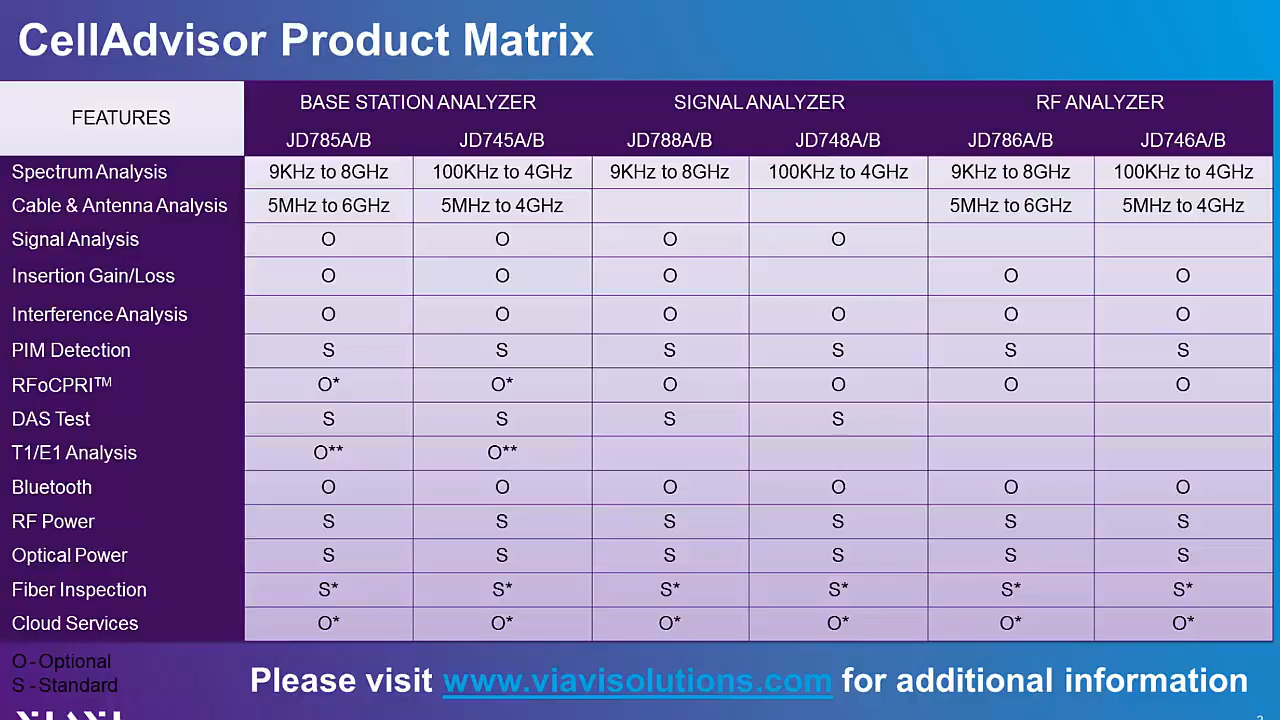 CellAdvisor Product Matrix
FEATURES
BASE STATION ANALYZER SIGNAL ANALYZER RF ANALYZER
JD785A/B JD745A/B JD788A/B JD748A/B JD786A/B JD746A/B
Spectrum Analysis 9KHz to 8GHz 100KHz to 4GHz 9KHz to 8GHz 100KHz to 4GHz 9KHz to 8GHz 100KHz to 4GHz
Cable & Antenna Analysis 5MHz to 6GHz 5MHz to 4GHz 5MHz to 6GHz 5MHz to 4GHz
Signal Analysis O O O O
Insertion Gain/Loss O O O O O
Interference Analysis O O O O O O
PIM Detection S S S S S S
RFoCPRI™ O* O* O O O O
DAS Test S S S S
T1/E1 Analysis O** O**
Bluetooth O O O O O O
RF Power S S S S S S
Optical Power S S S S S S
Fiber Inspection S* S* S* S* S* S*
Cloud Services O* O* O* O* O* O*
O - Optional
S - Standard
Please visit www.viavisolutions.com for additional information